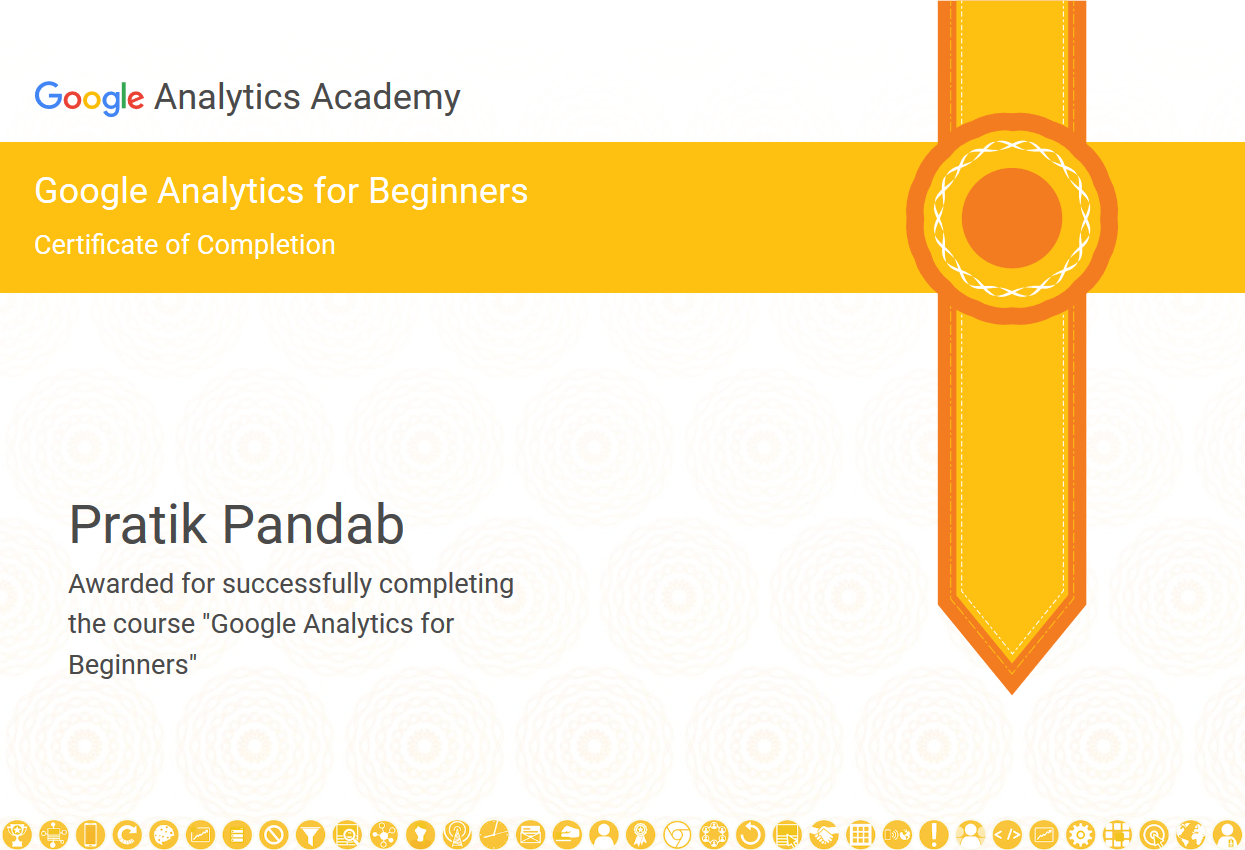 Google Analytics Academy
Google Analytics for Beginners
Certificate of Completion
Pratik Pandab
Awarded for successfully completing
the course "Google Analytics for
Beginners"